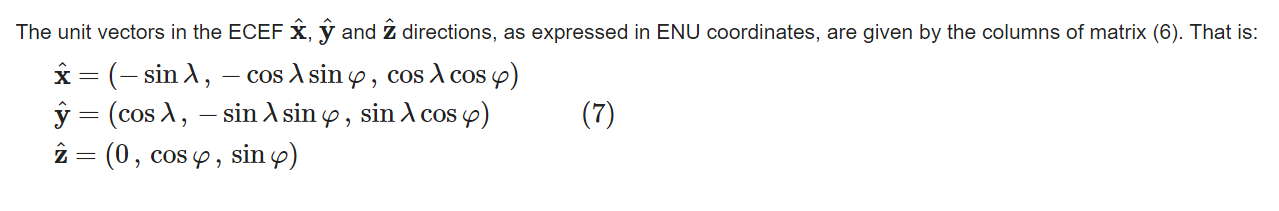 The unit vectors in the ECEF x̂, ŷ and ẑ directions, as expressed in ENU coordinates, are given by the columns of matrix (6). That is:
x̂ = (− sin λ , − cos λ sin φ , cos λ cos φ)
ŷ = (cos λ , − sin λ sin φ , sin λ cos φ) (7)
ẑ = (0 , cos φ , sin φ)